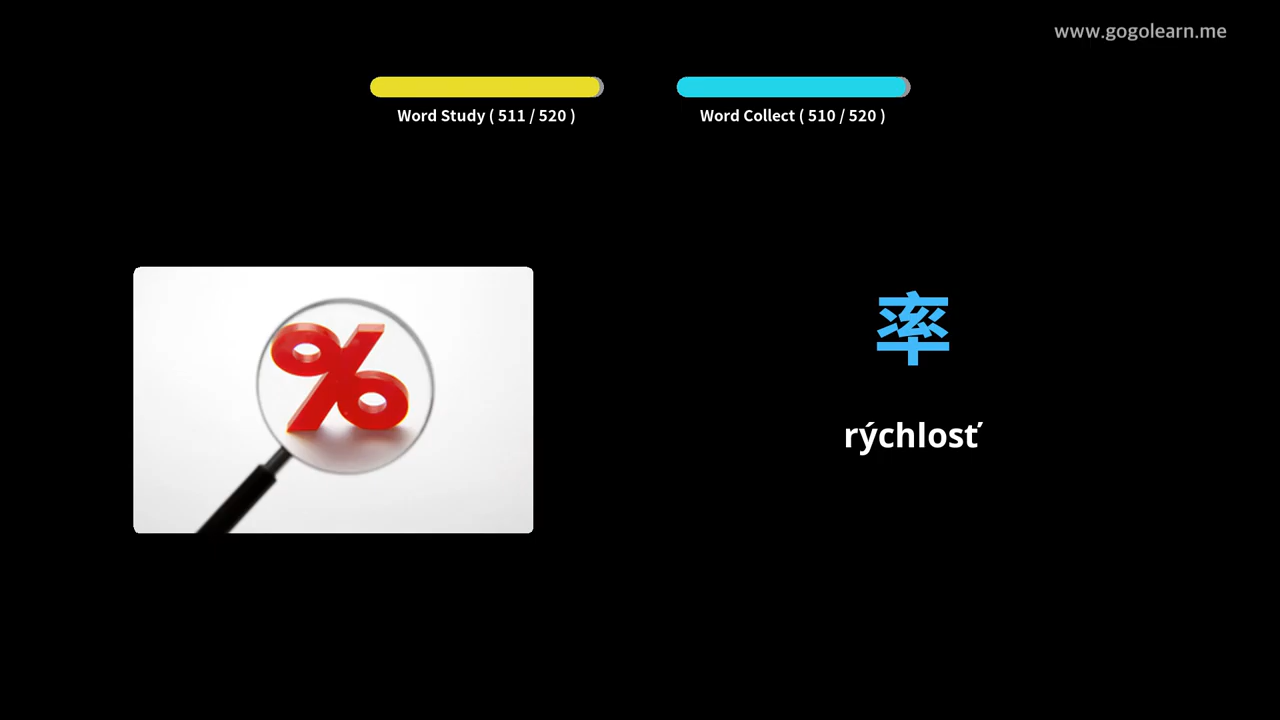 www.gogolearn.me
Word Study ( 511 / 520 )
Word Collect ( 510 / 520 )
%
率
rýchlosť